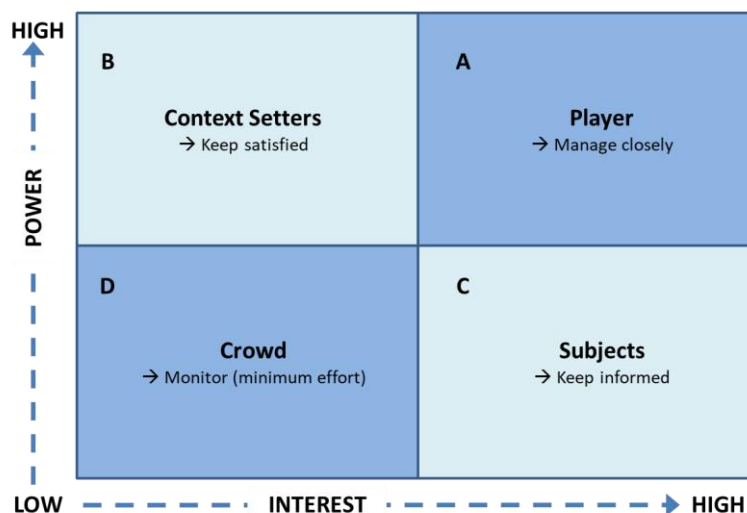 HIGH
B
Context Setters
→ Keep satisfied
A
Player
→ Manage closely
POWER
D
Crowd
→ Monitor (minimum effort)
C
Subjects
→ Keep informed
LOW
INTEREST
HIGH